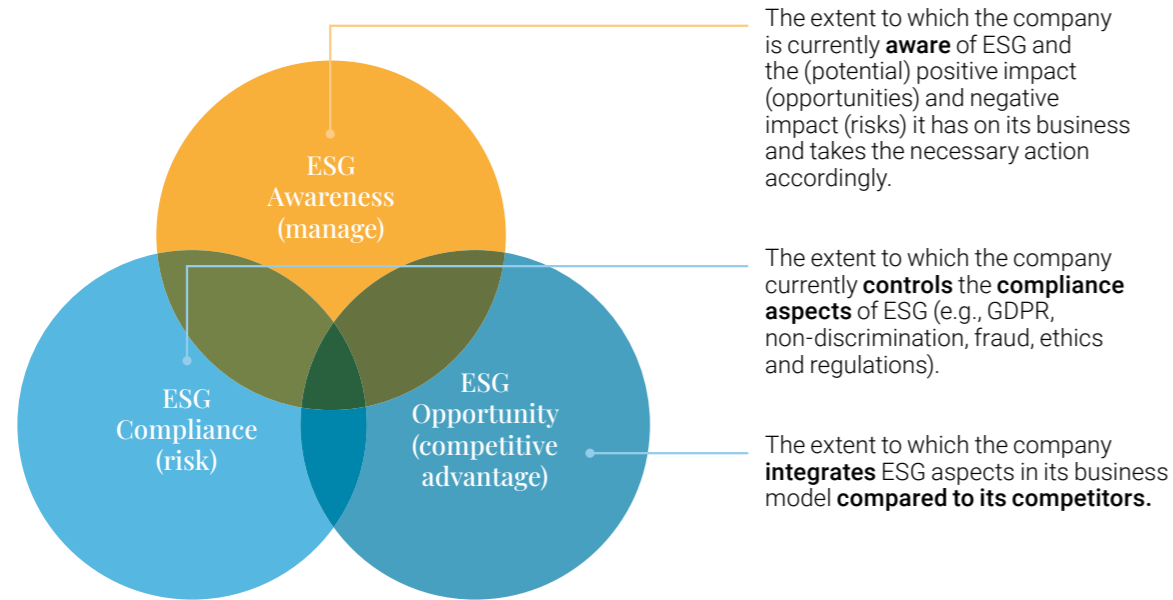 The extent to which the company
is currently aware of ESG and
the (potential) positive impact
(opportunities) and negative
impact (risks) it has on its business
and takes the necessary action
accordingly.
ESG
Awareness
(manage)
The extent to which the company
currently controls the compliance
aspects of ESG (e.g., GDPR,
non-discrimination, fraud, ethics
and regulations).
ESG
Compliance
(risk)
ESG
Opportunity
(competitive
advantage)
The extent to which the company
integrates ESG aspects in its business
model compared to its competitors.